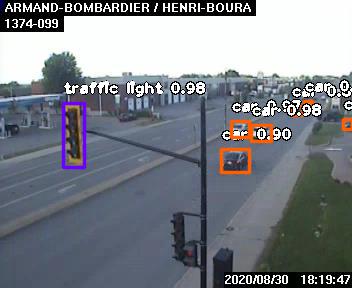 ARMAND-BOMBARDIER / HENRI-BOURA
1374-099
traffic light 0.98
car 0.98
car 0.90
2020/08/30 18:19:47